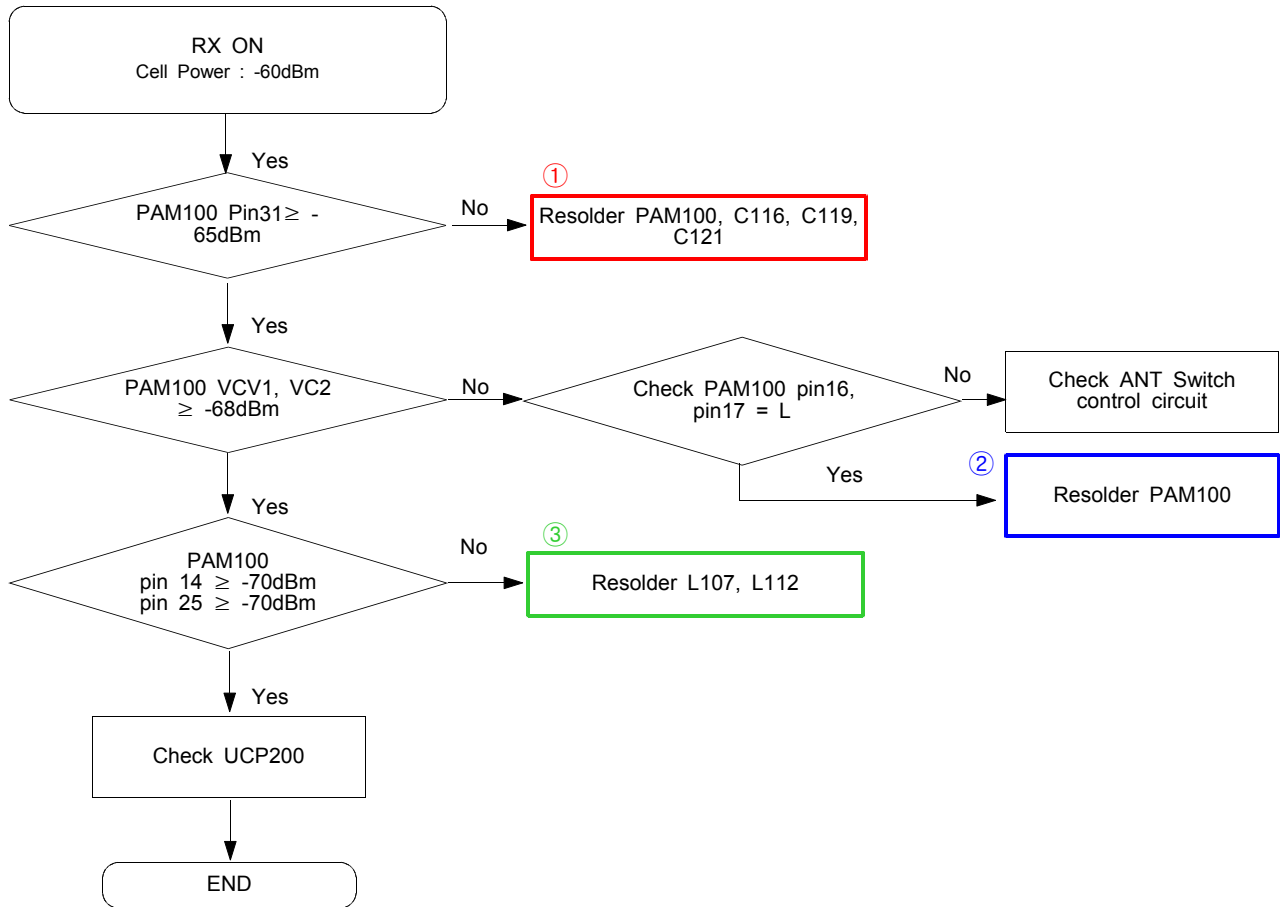 RX ON
Cell Power : -60dBm
Yes
PAM100 Pin31≥ -
65dBm
No
①
Resolder PAM100, C116, C119,
C121
Yes
PAM100 VCV1, VC2
≥ -68dBm
No
Check PAM100 pin16,
pin17 = L
No
Check ANT Switch
control circuit
Yes
②
Resolder PAM100
Yes
PAM100
pin 14 ≥ -70dBm
pin 25 ≥ -70dBm
No
③
Resolder L107, L112
Yes
Check UCP200
END